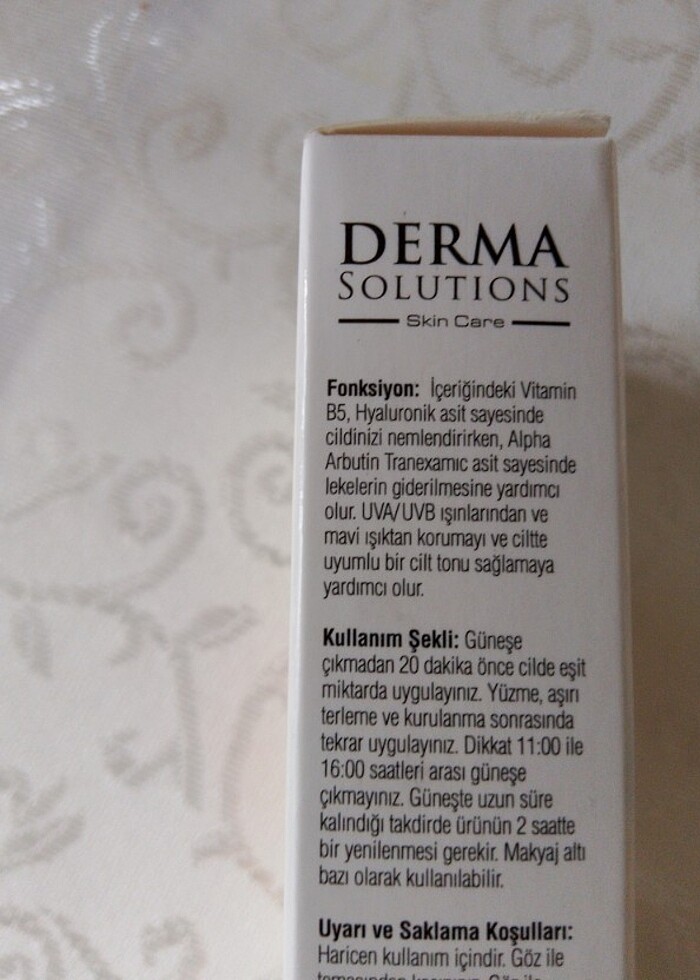 DERMA
SOLUTIONS
Skin Care
Fonksiyon: İçeriğindeki Vitamin
B5, Hyaluronik asit sayesinde
cildinizi nemlendirirken, Alpha
Arbutin Tranexamıc asit sayesinde
lekelerin giderilmesine yardımcı
olur. UVA/UVB ışınlarından ve
mavi ışıktan korumayı ve ciltte
uyumlu bir cilt tonu sağlamaya
yardımcı olur.
Kullanım Şekli: Güneşe
çıkmadan 20 dakika önce cilde eşit
miktarda uygulayınız. Yüzme, aşırı
terleme ve kurulanma sonrasında
tekrar uygulayınız. Dikkat 11:00 ile
16:00 saatleri arası güneşe
çıkmayınız. Güneşte uzun süre
kalındığı takdirde ürünün 2 saatte
bir yenilenmesi gerekir. Makyaj altı
bazı olarak kullanılabilir.
Uyarı ve Saklama Koşulları:
Haricen kullanım içindir. Göz ile